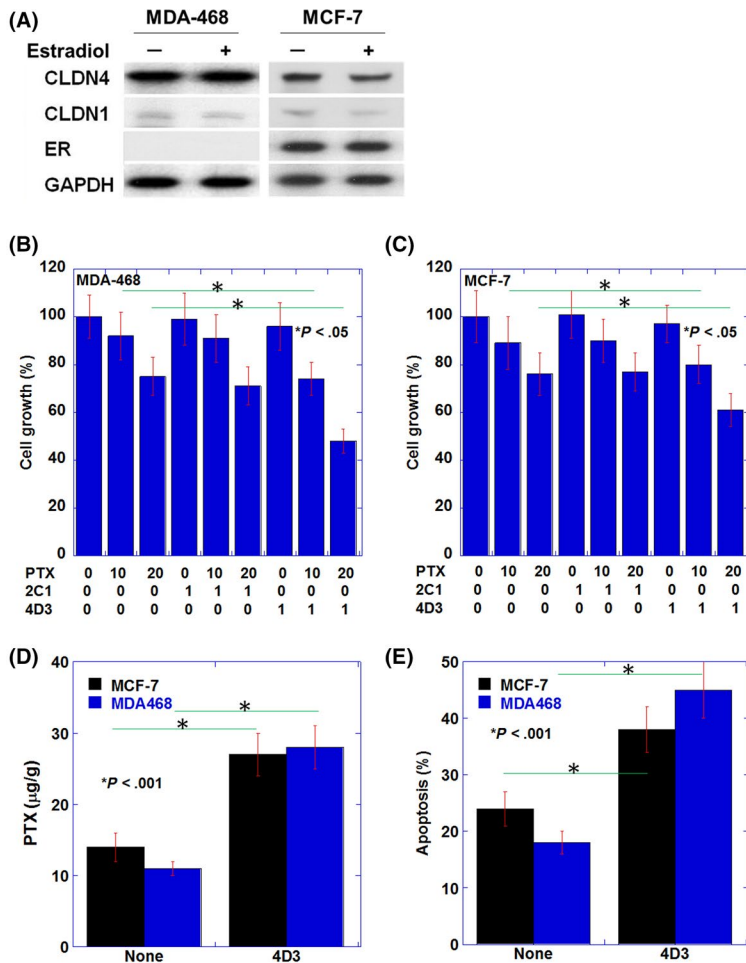 (A)
MDA-468 MCF-7
Estradiol — + — +
CLDN4
CLDN1
ER
GAPDH
(B)
120
100
80
60
40
20
0
Cell growth (%)
MDA-468
*
*
*P < .05
PTX 0 10 20 0 10 20 0 10 20
2C1 0 0 0 1 1 1 0 0 0
4D3 0 0 0 0 0 0 1 1 1
(C)
120
100
80
60
40
20
0
Cell growth (%)
MCF-7
*
*
*P < .05
PTX 0 10 20 0 10 20 0 10 20
2C1 0 0 0 1 1 1 0 0 0
4D3 0 0 0 0 0 0 1 1 1
(D)
40
30
20
10
0
PTX (µg/g)
MCF-7
MDA468
*
*
*P < .001
None 4D3
(E)
50
40
30
20
10
0
Apoptosis (%)
MCF-7
MDA468
*
*P < .001
*
None 4D3